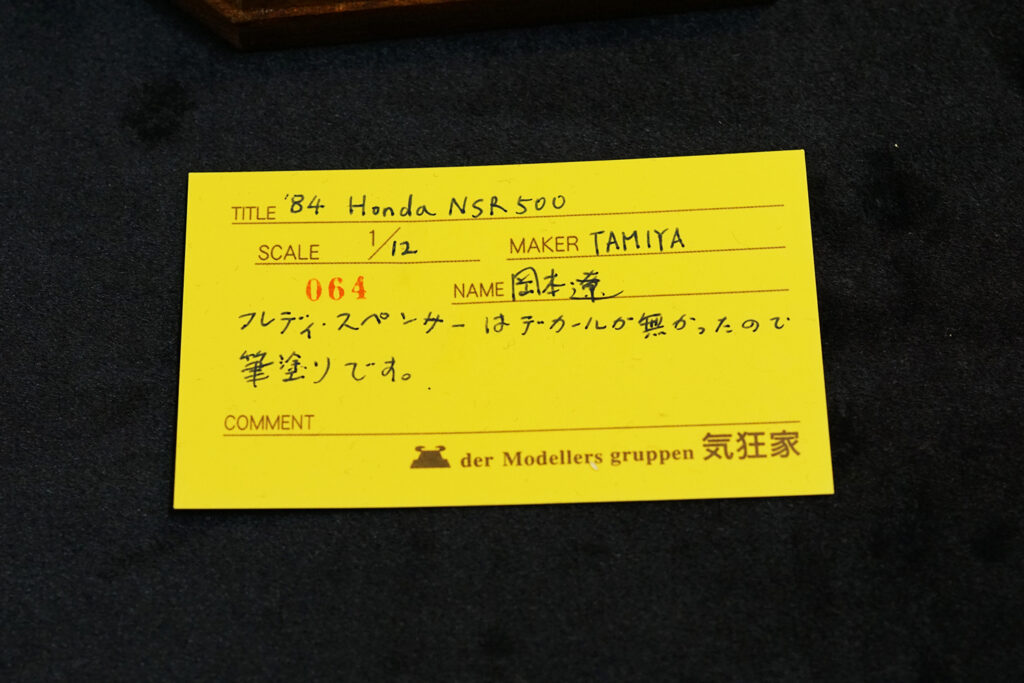 TITLE '84 Honda NSR500
SCALE 1/12 MAKER TAMIYA
064 NAME 岡本遼
フレディ・スペンサーはデカールが無かったので
筆塗りです。
COMMENT
der Modellers gruppen 気狂家